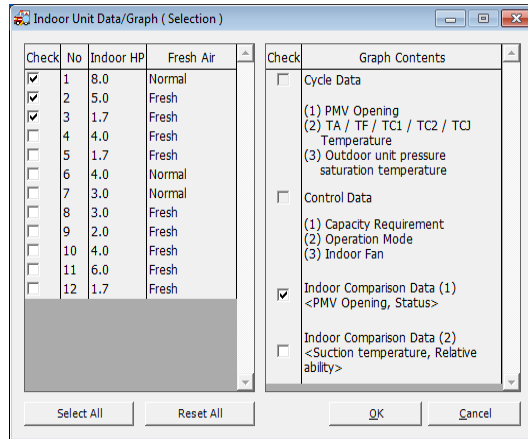 Indoor Unit Data/Graph ( Selection )
Check No Indoor HP Fresh Air
1 8.0 Normal
2 5.0 Fresh
3 1.7 Fresh
4 4.0 Fresh
5 1.7 Fresh
6 4.0 Normal
7 3.0 Normal
8 3.0 Fresh
9 2.0 Fresh
10 4.0 Fresh
11 6.0 Fresh
12 1.7 Fresh
Check Graph Contents
Cycle Data
(1) PMV Opening
(2) TA / TF / TC1 / TC2 / TCJ
Temperature
(3) Outdoor unit pressure
saturation temperature
Control Data
(1) Capacity Requirement
(2) Operation Mode
(3) Indoor Fan
Indoor Comparison Data (1)
<PMV Opening, Status>
Indoor Comparison Data (2)
<Suction temperature, Relative
ability>
Select All Reset All OK Cancel